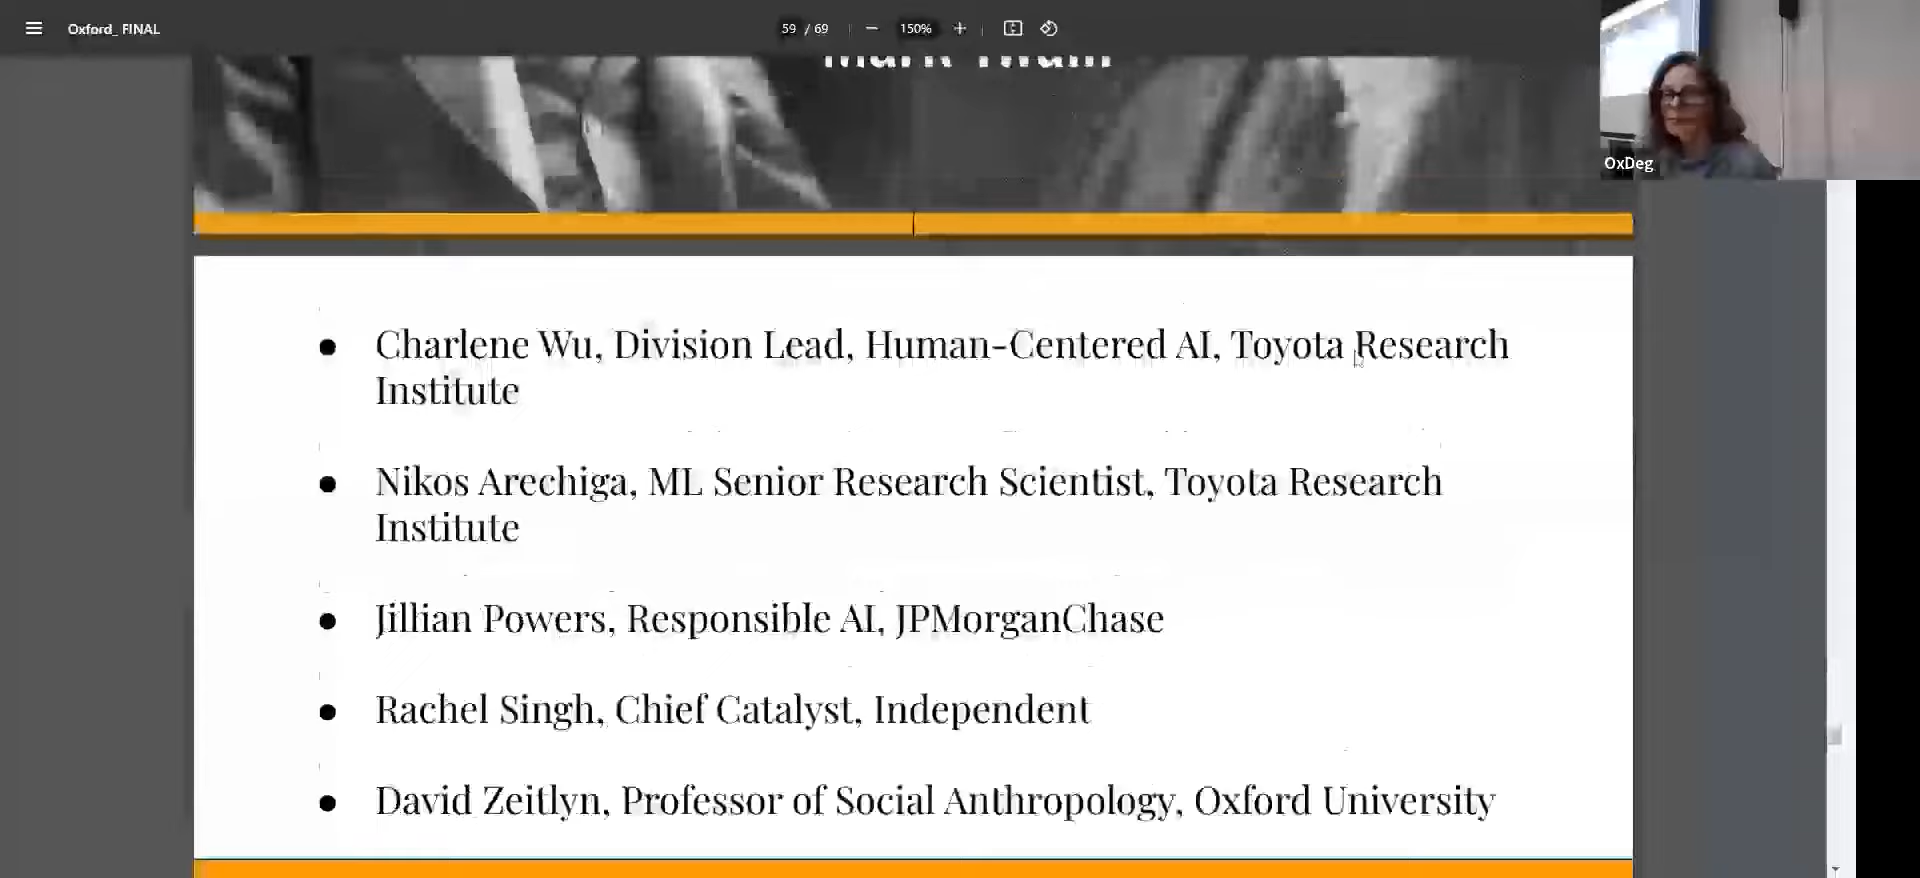 Oxford_ FINAL
59 / 69
150%
Mark Twain
OxDeg
● Charlene Wu, Division Lead, Human-Centered AI, Toyota Research
Institute
● Nikos Arechiga, ML Senior Research Scientist, Toyota Research
Institute
● Jillian Powers, Responsible AI, JPMorganChase
● Rachel Singh, Chief Catalyst, Independent
● David Zeitlyn, Professor of Social Anthropology, Oxford University